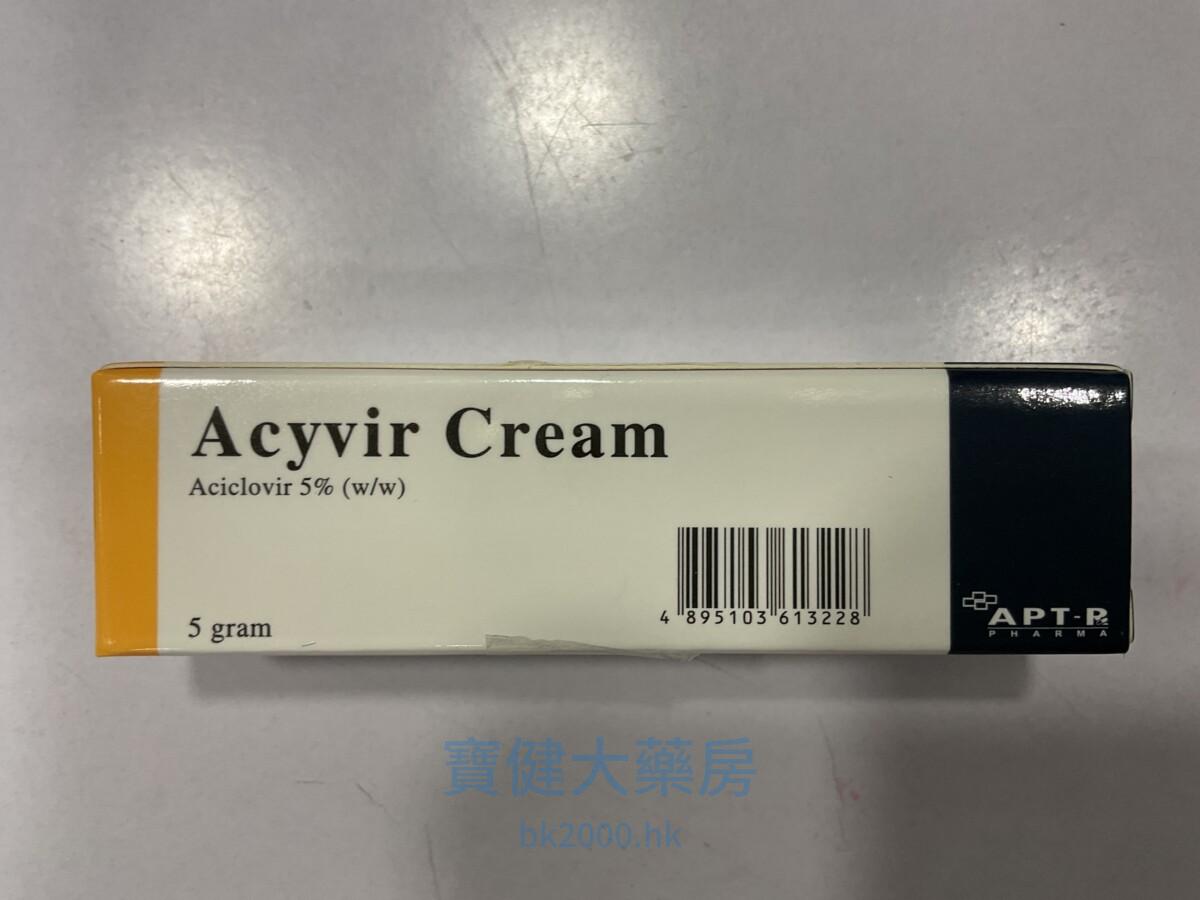 Acyvir Cream
Aciclovir 5% (w/w)
4 895103 613228
5 gram
APT-R
PHARMA
寶健大藥房
bk2000.hk